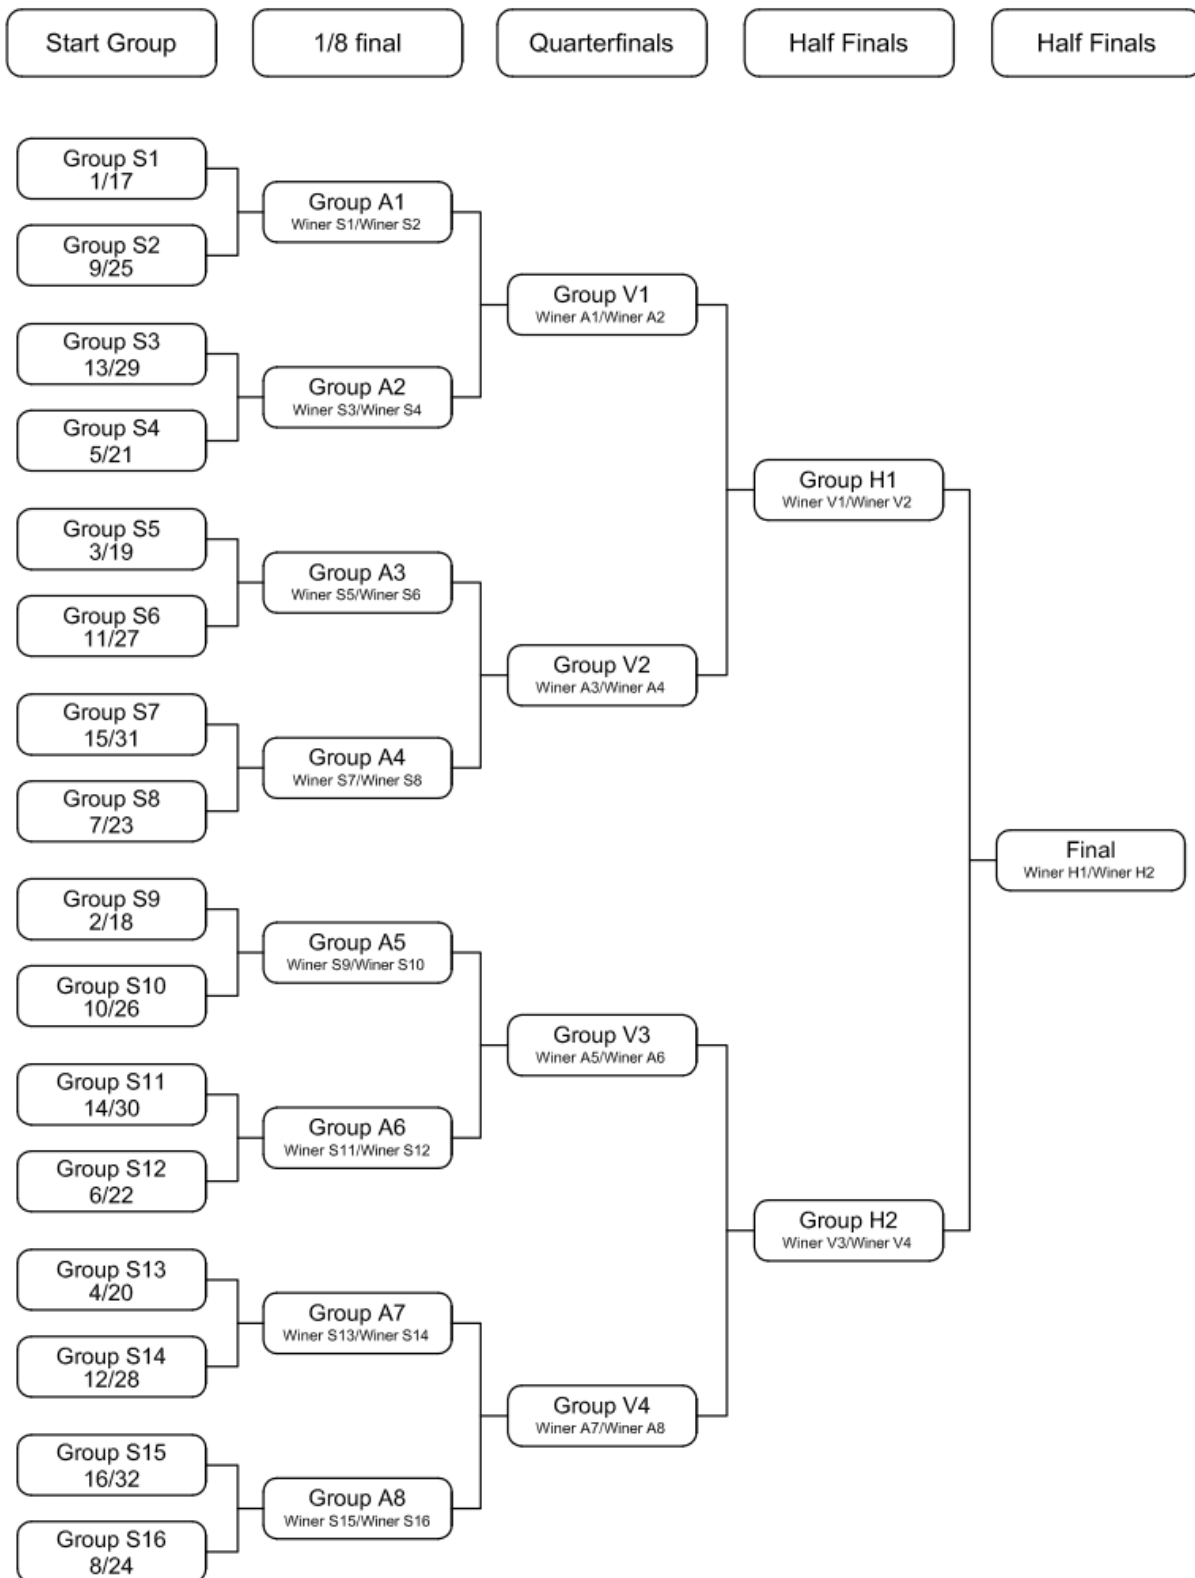 Start Group
1/8 final
Quarterfinals
Half Finals
Half Finals
Group S1
1/17
Group S2
9/25
Group S3
13/29
Group S4
5/21
Group S5
3/19
Group S6
11/27
Group S7
15/31
Group S8
7/23
Group S9
2/18
Group S10
10/26
Group S11
14/30
Group S12
6/22
Group S13
4/20
Group S14
12/28
Group S15
16/32
Group S16
8/24
Group A1
Winer S1/Winer S2
Group A2
Winer S3/Winer S4
Group A3
Winer S5/Winer S6
Group A4
Winer S7/Winer S8
Group A5
Winer S9/Winer S10
Group A6
Winer S11/Winer S12
Group A7
Winer S13/Winer S14
Group A8
Winer S15/Winer S16
Group V1
Winer A1/Winer A2
Group V2
Winer A3/Winer A4
Group V3
Winer A5/Winer A6
Group V4
Winer A7/Winer A8
Group H1
Winer V1/Winer V2
Group H2
Winer V3/Winer V4
Final
Winer H1/Winer H2